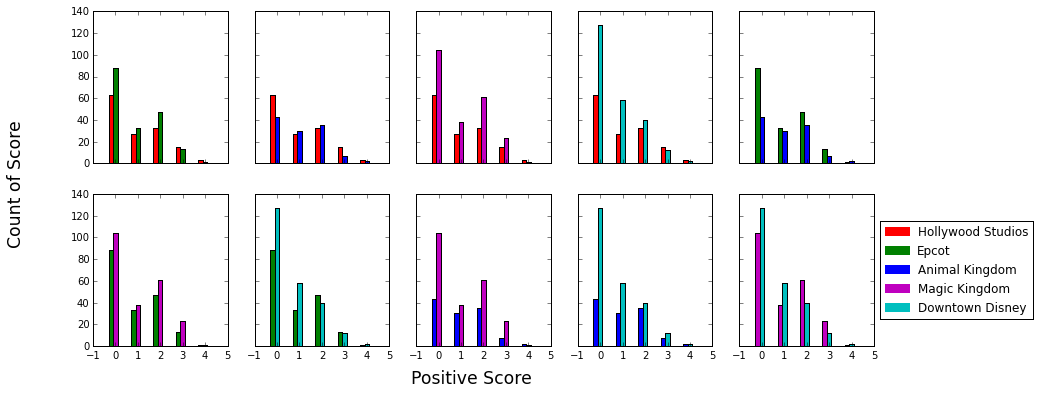 140
120
100
80
60
40
20
0
140
120
100
80
60
40
20
0
−1 0 1 2 3 4 5
−1 0 1 2 3 4 5
−1 0 1 2 3 4 5
−1 0 1 2 3 4 5
−1 0 1 2 3 4 5
Count of Score
Positive Score
Hollywood Studios
Epcot
Animal Kingdom
Magic Kingdom
Downtown Disney